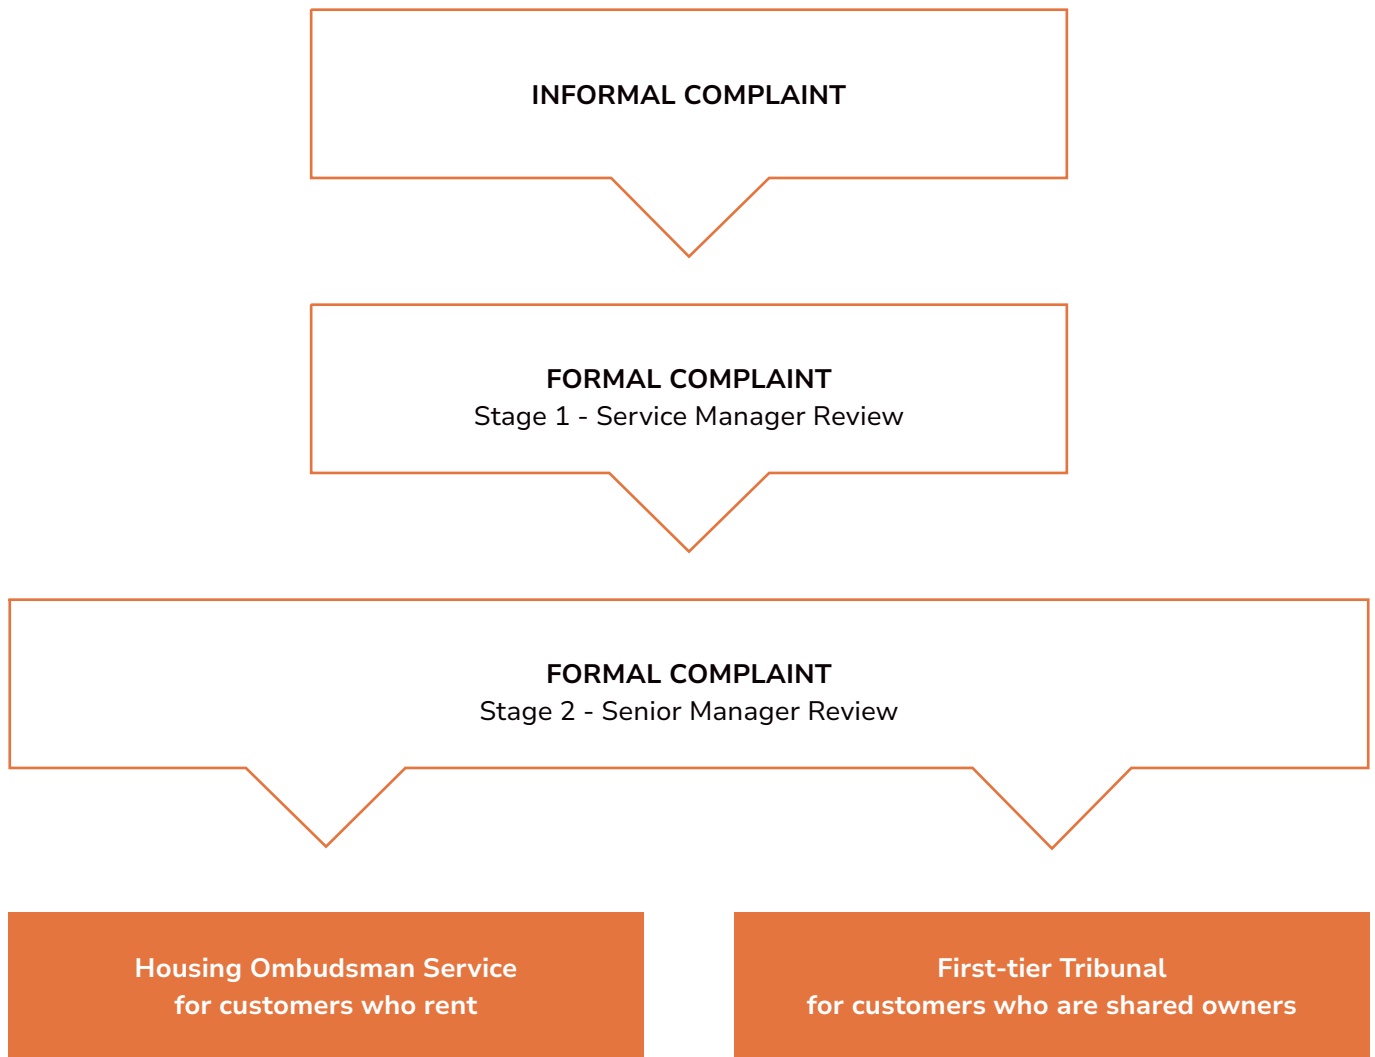 INFORMAL COMPLAINT
FORMAL COMPLAINT
Stage 1 - Service Manager Review
FORMAL COMPLAINT
Stage 2 - Senior Manager Review
Housing Ombudsman Service
for customers who rent
First-tier Tribunal
for customers who are shared owners